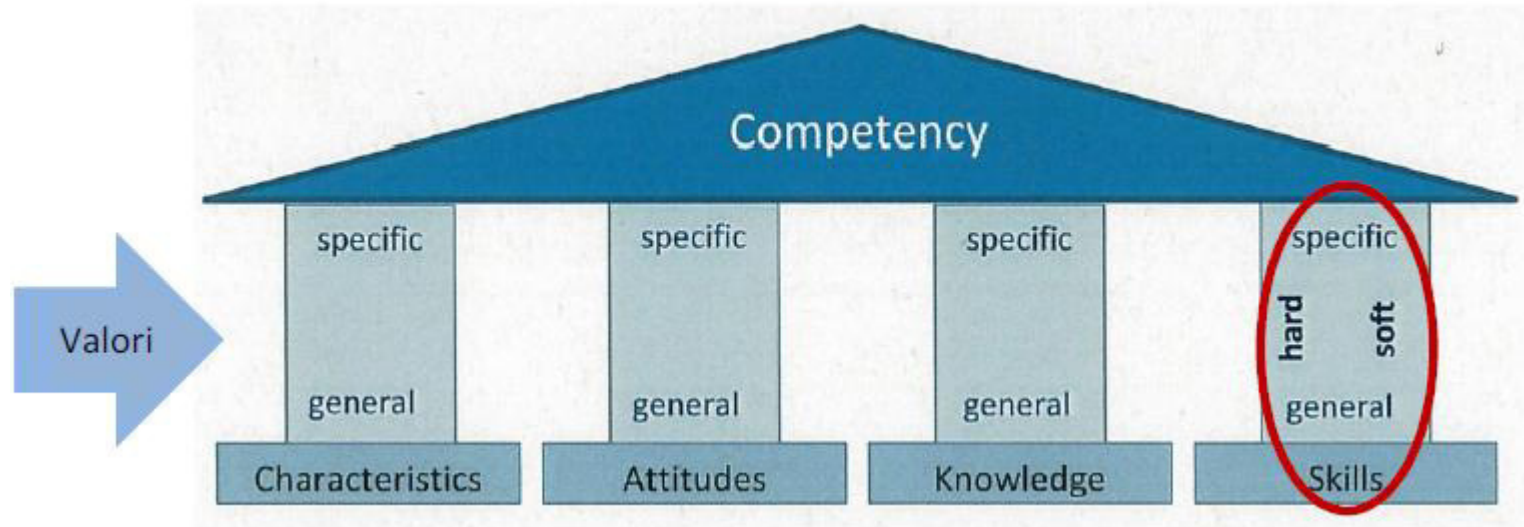 Competency
specific
specific
specific
specific
Valori
hard
soft
general
general
general
general
Characteristics
Attitudes
Knowledge
Skills